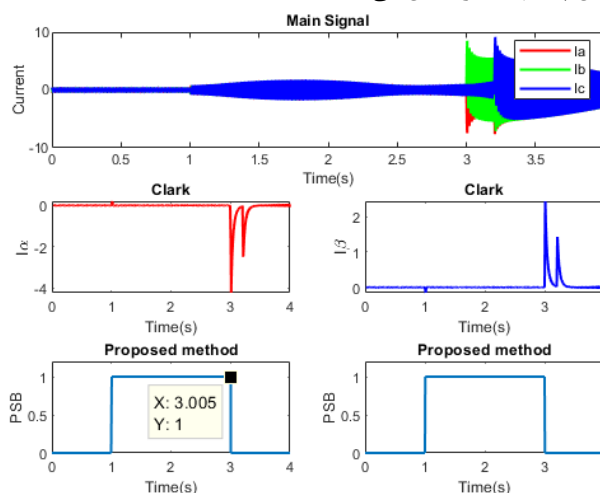 Main Signal
10
0
-10
Current
Ia
Ib
Ic
0 0.5 1 1.5 2 2.5 3 3.5
Time(s)
Clark
0
-2
-4
Iα
0 1 2 3 4
Time(s)
Clark
2
1
0
Iβ
0 1 2 3
Time(s)
Proposed method
1
0.5
0
PSB
X: 3.005
Y: 1
0 1 2 3 4
Time(s)
Proposed method
1
0.5
0
PSB
0 1 2 3
Time(s)